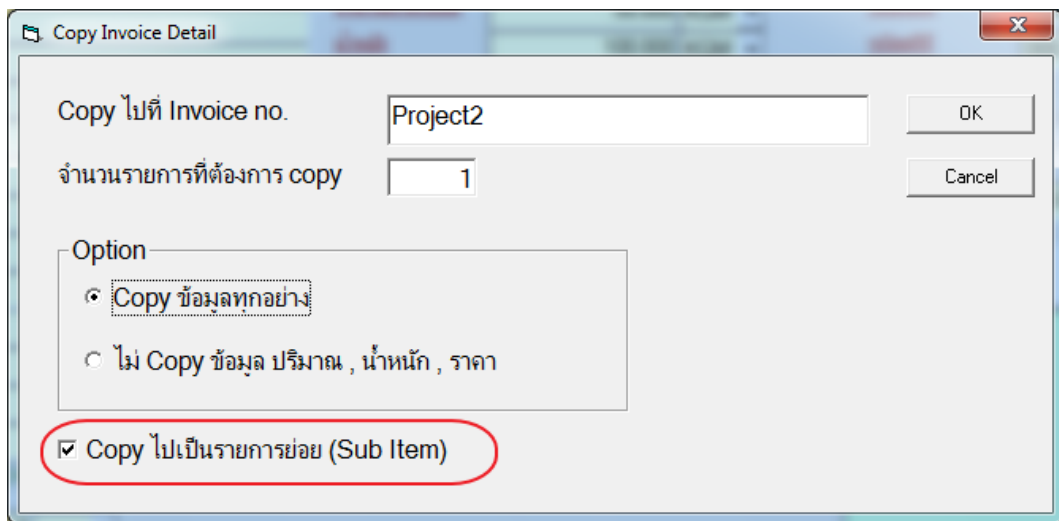 Copy Invoice Detail
Copy ไปที่ Invoice no.
Project2
OK
จำนวนรายการที่ต้องการ copy
1
Cancel
Option
Copy ข้อมูลทุกอย่าง
ไม่ Copy ข้อมูล ปริมาณ , น้ำหนัก , ราคา
Copy ไปเป็นรายการย่อย (Sub Item)